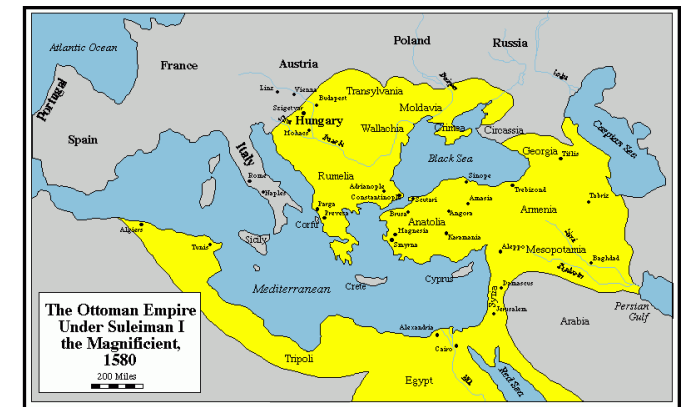 Poland
Russia
Atlantic Ocean
France
Austria
Volga
Dnieper
Linz
Vienna
Transylvania
Budapest
Portugal
Szigetvar
Moldavia
Hungary
Caspian Sea
Mohacs
Wallachia
Crimea
Circassia
Spain
Italy
Georgia
Tiflis
Black Sea
Rome
Rumelia
Sinope
Adrianople
Trebizond
Naples
Constantinople
Scutari
Amasia
Tabriz
Parga
Brusa
Angora
Armenia
Preveza
Anatolia
Algiers
Corfu
Magnesia
Karamania
Sicily
Tunis
Smyrna
Aleppo
Mesopotamia
Baghdad
Cyprus
Mediterranean
Crete
Damascus
Syria
Persian
Gulf
Jerusalem
Arabia
The Ottoman Empire
Under Suleiman I
the Magnificient,
1580
200 Miles
Alexandria
Cairo
Tripoli
Egypt
Nile
Red Sea